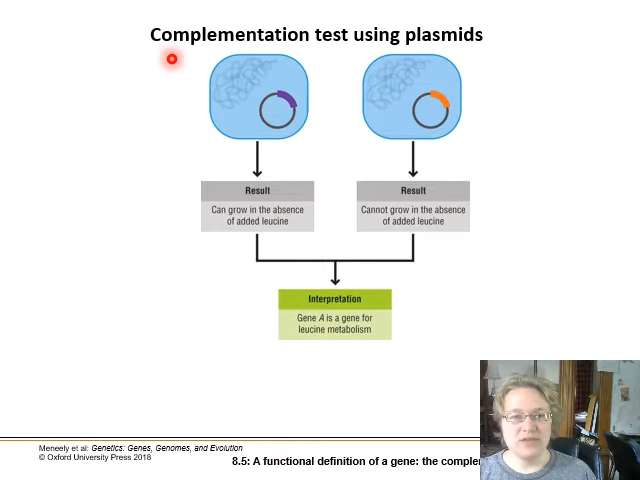 Complementation test using plasmids
Result
Can grow in the absence
of added leucine
Result
Cannot grow in the absence
of added leucine
Interpretation
Gene A is a gene for
leucine metabolism
Meneely et al: Genetics: Genes, Genomes, and Evolution
© Oxford University Press 2018
8.5: A functional definition of a gene: the complem